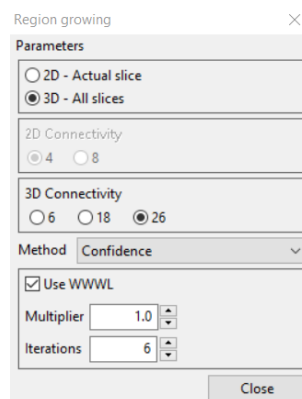 Region growing
Parameters
2D - Actual slice
3D - All slices
2D Connectivity
4 8
3D Connectivity
6 18 26
Method Confidence
Use WWWL
Multiplier 1.0
Iterations 6
Close